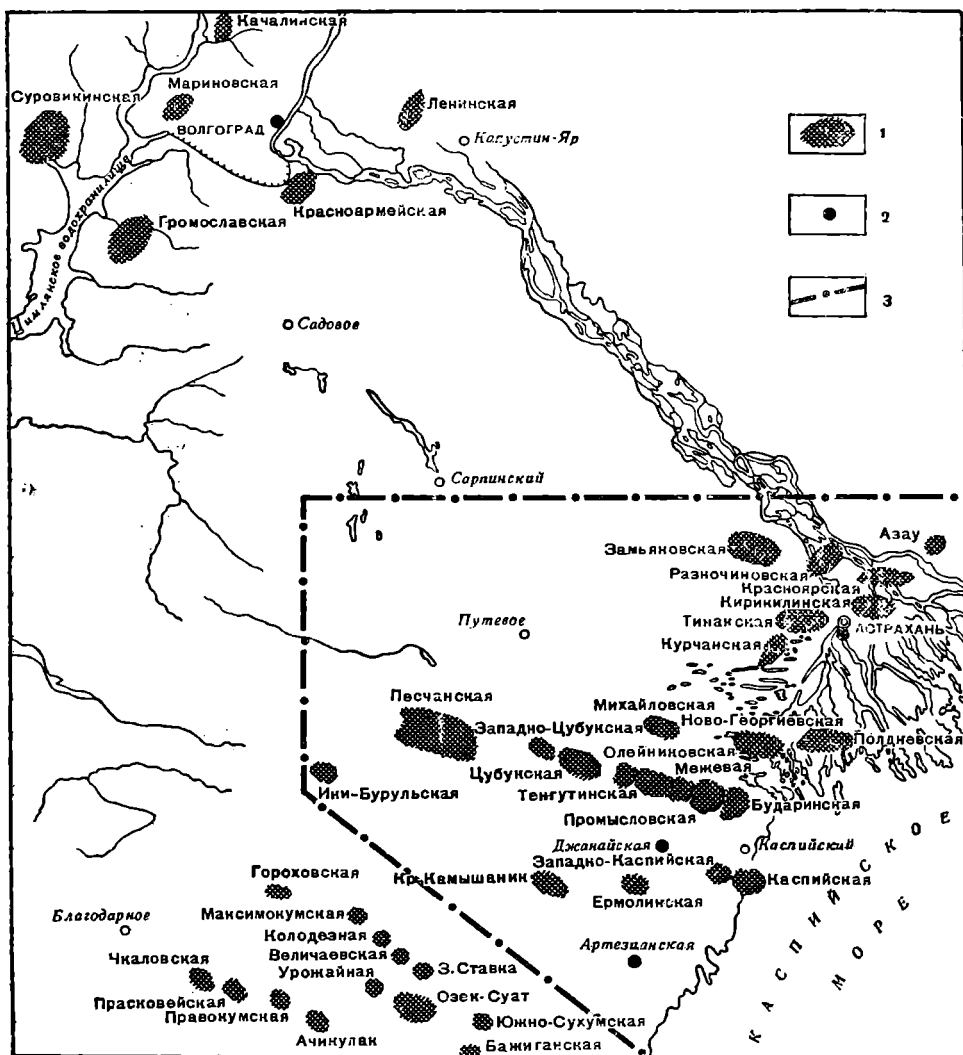 Качалинская
Мариновская
Суровикинская
Ленинская
ВОЛГОГРАД
Капустин-Яр
Красноармейская
Громославская
Цимлянское водохранилище
1
2
3
Садовое
Сарпинский
Азау
Замьяновская
Разночиновская
Красноярская
Кирикилинская
Тинакская
АСТРАХАНЬ
Путевое
Курчанская
Песчанская
Михайловская
Западно-Цубукская
Ново-Георгиевская
Олейниковская
Полдневская
Цубукская
Межевая
Ики-Бурульская
Тенгутинская
Бударинская
Промысловская
Джанайская
Каспийский
Западно-Каспийская
Гороховская
Кр. Камышаник
Каспийская
Ермолинская
Благодарное
Максимокумская
Колодезная
Артезианская
Величаевская
Чкаловская
Урожайная
З. Ставка
Прасковейская
Озек-Суат
Правокумская
Южно-Сухумская
Ачикулак
Бажиганская
КАСПИЙСКОЕ
МОРЕ